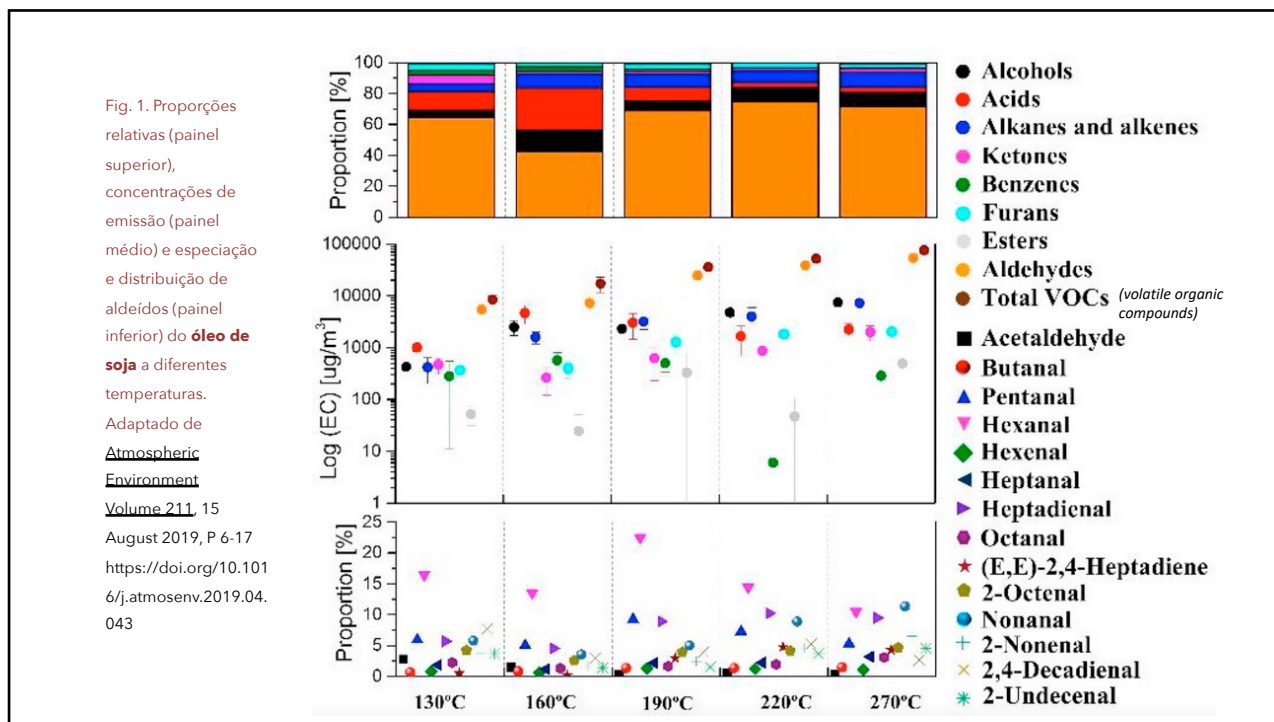 Fig. 1. Proporções
relativas (painel
superior),
concentrações de
emissão (painel
médio) e especiação
e distribuição de
aldeídos (painel
inferior) do óleo de
soja a diferentes
temperaturas.
Adaptado de
Atmospheric
Environment
Volume 211, 15
August 2019, P 6-17
https://doi.org/10.101
6/j.atmosenv.2019.04.
043
Proportion [%]
100
80
60
40
20
0
Log (EC) [ug/m³]
100000
10000
1000
100
10
1
Proportion [%]
25
20
15
10
5
0
130ºC 160ºC 190ºC 220ºC 270ºC
Alcohols
Acids
Alkanes and alkenes
Ketones
Benzenes
Furans
Esters
Aldehydes
Total VOCs (volatile organic
compounds)
Acetaldehyde
Butanal
Pentanal
Hexanal
Hexenal
Heptanal
Heptadienal
Octanal
(E,E)-2,4-Heptadiene
2-Octenal
Nonanal
2-Nonenal
2,4-Decadienal
2-Undecenal